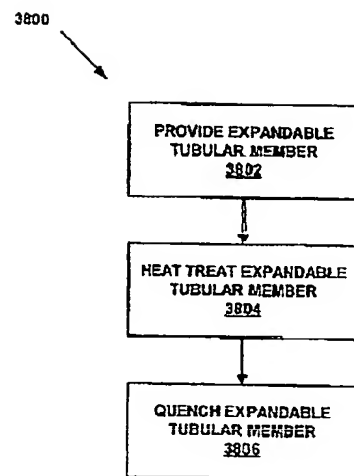 3800
PROVIDE EXPANDABLE
TUBULAR MEMBER
3802
HEAT TREAT EXPANDABLE
TUBULAR MEMBER
3804
QUENCH EXPANDABLE
TUBULAR MEMBER
3806